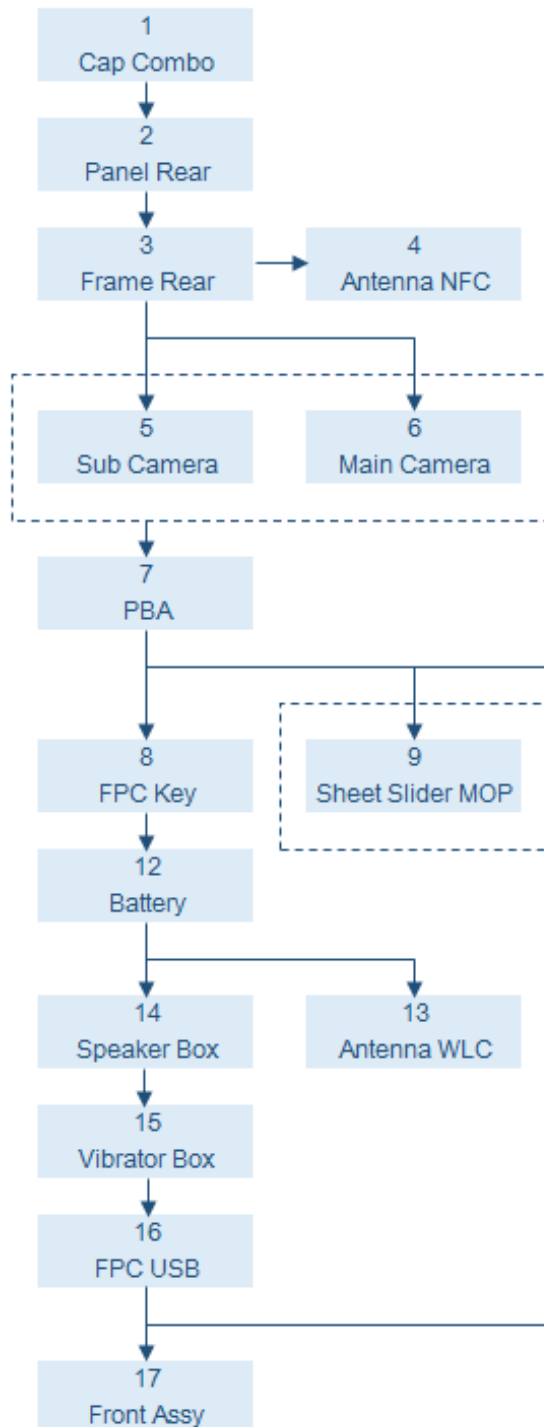 1
Cap Combo
2
Panel Rear
3
Frame Rear
4
Antenna NFC
5
Sub Camera
6
Main Camera
7
PBA
8
FPC Key
9
Sheet Slider MOP
12
Battery
14
Speaker Box
13
Antenna WLC
15
Vibrator Box
16
FPC USB
17
Front Assy